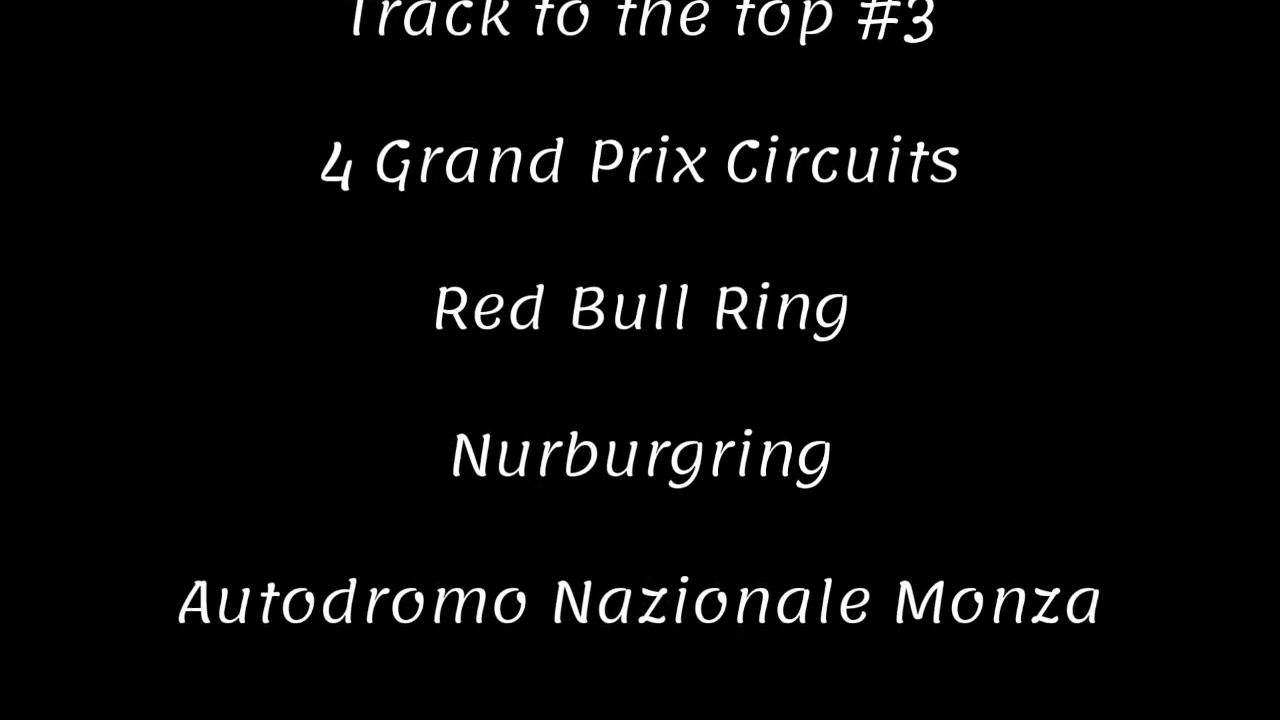 Track to the top #3
4 Grand Prix Circuits
Red Bull Ring
Nurburgring
Autodromo Nazionale Monza